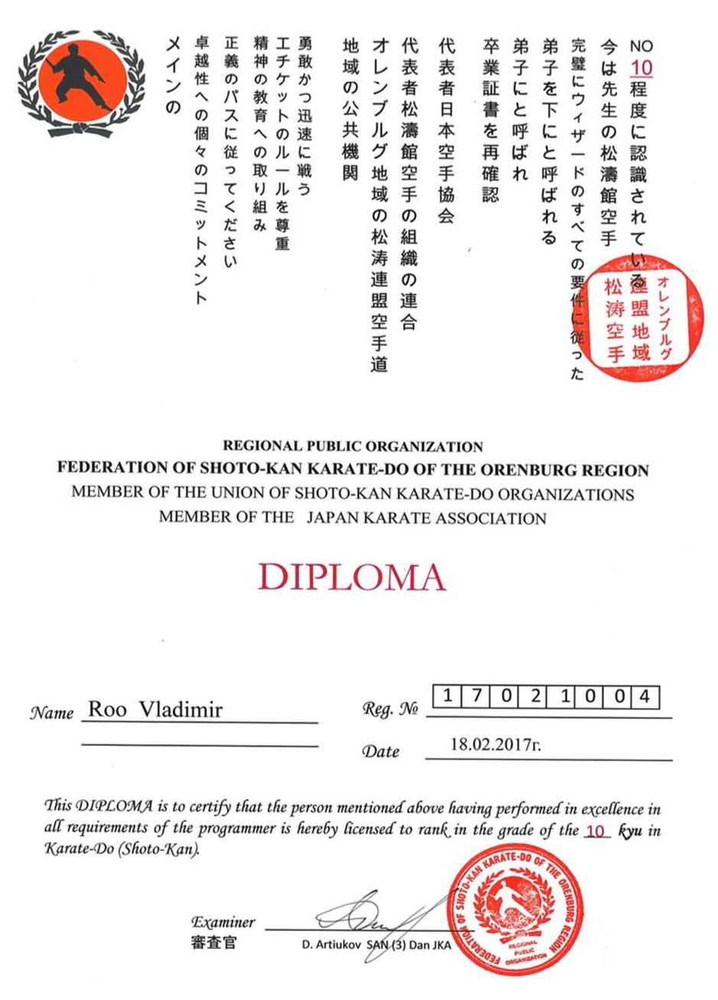 NO 10程度に認識されている
今は先生の松濤館空手
完璧にウィザードのすべての要件に従った
弟子を下にと呼ばれる
弟子にと呼ばれ
卒業証書を再確認
代表者日本空手協会
代表者松濤館空手の組織の連合
オレンブルグ地域の松涛連盟空手道
地域の公共機関
勇敢かつ迅速に戦う
エチケットのルールを尊重
精神の教育への取り組み
正義のパスに従ってください
卓越性への個々のコミットメント
メインの
オレンブルグ
連盟地域
松涛空手
REGIONAL PUBLIC ORGANIZATION
FEDERATION OF SHOTO-KAN KARATE-DO OF THE ORENBURG REGION
MEMBER OF THE UNION OF SHOTO-KAN KARATE-DO ORGANIZATIONS
MEMBER OF THE JAPAN KARATE ASSOCIATION
DIPLOMA
Name Roo Vladimir
Reg. № 17021004
Date 18.02.2017г.
This DIPLOMA is to certify that the person mentioned above having performed in excellence in
all requirements of the programmer is hereby licensed to rank in the grade of the 10 kyu in
Karate-Do (Shoto-Kan).
Examiner
審査官
D. Artiukov SAN (3) Dan JKA
FEDERATION OF SHOTO-KAN KARATE-DO OF THE ORENBURG REGION
REGIONAL
PUBLIC
ORGANIZATION